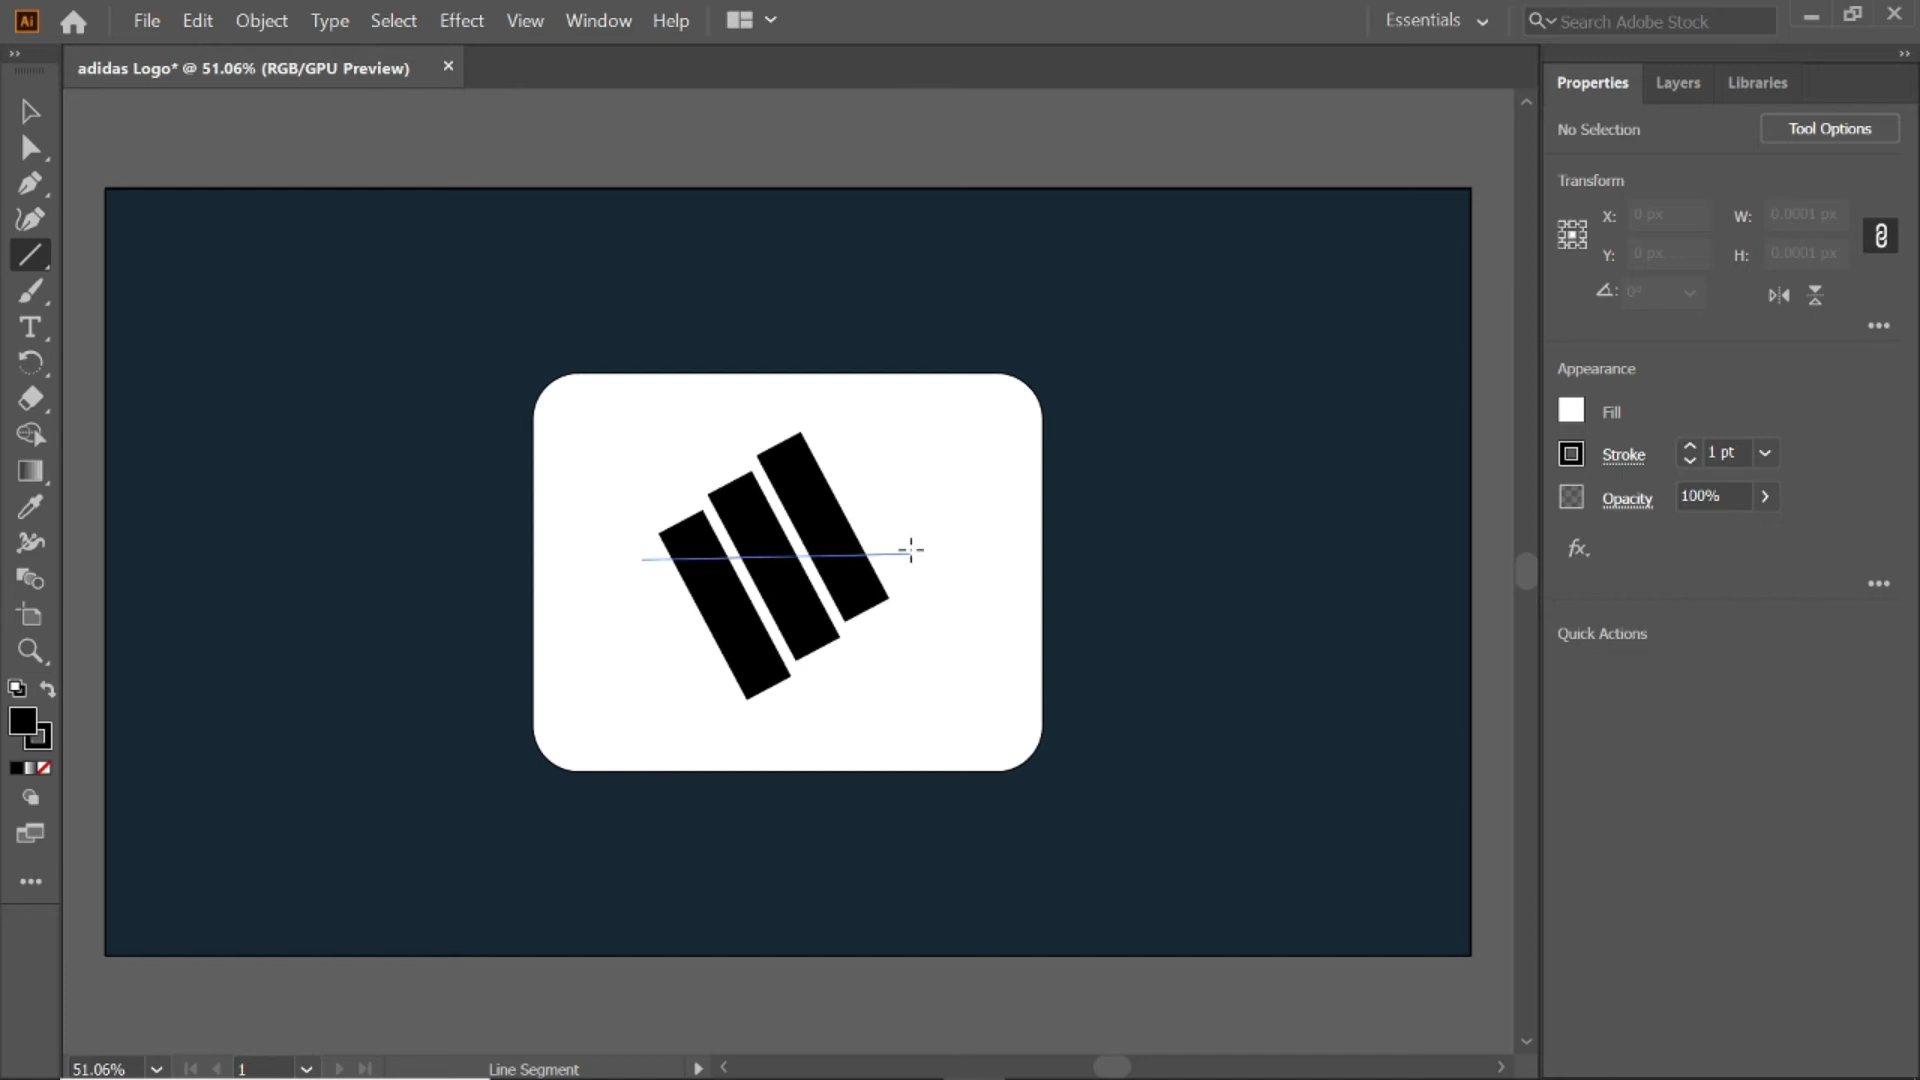 Ai File Edit Object Type Select Effect View Window Help Essentials Search Adobe Stock
adidas Logo* @ 51.06% (RGB/GPU Preview) ×
Properties Layers Libraries
No Selection Tool Options
Transform
X: 0 px W: 0.0001 px
Y: 0 px H: 0.0001 px
0°
Appearance
Fill
Stroke 1 pt
Opacity 100%
fx.
Quick Actions
51.06% 1 Line Segment